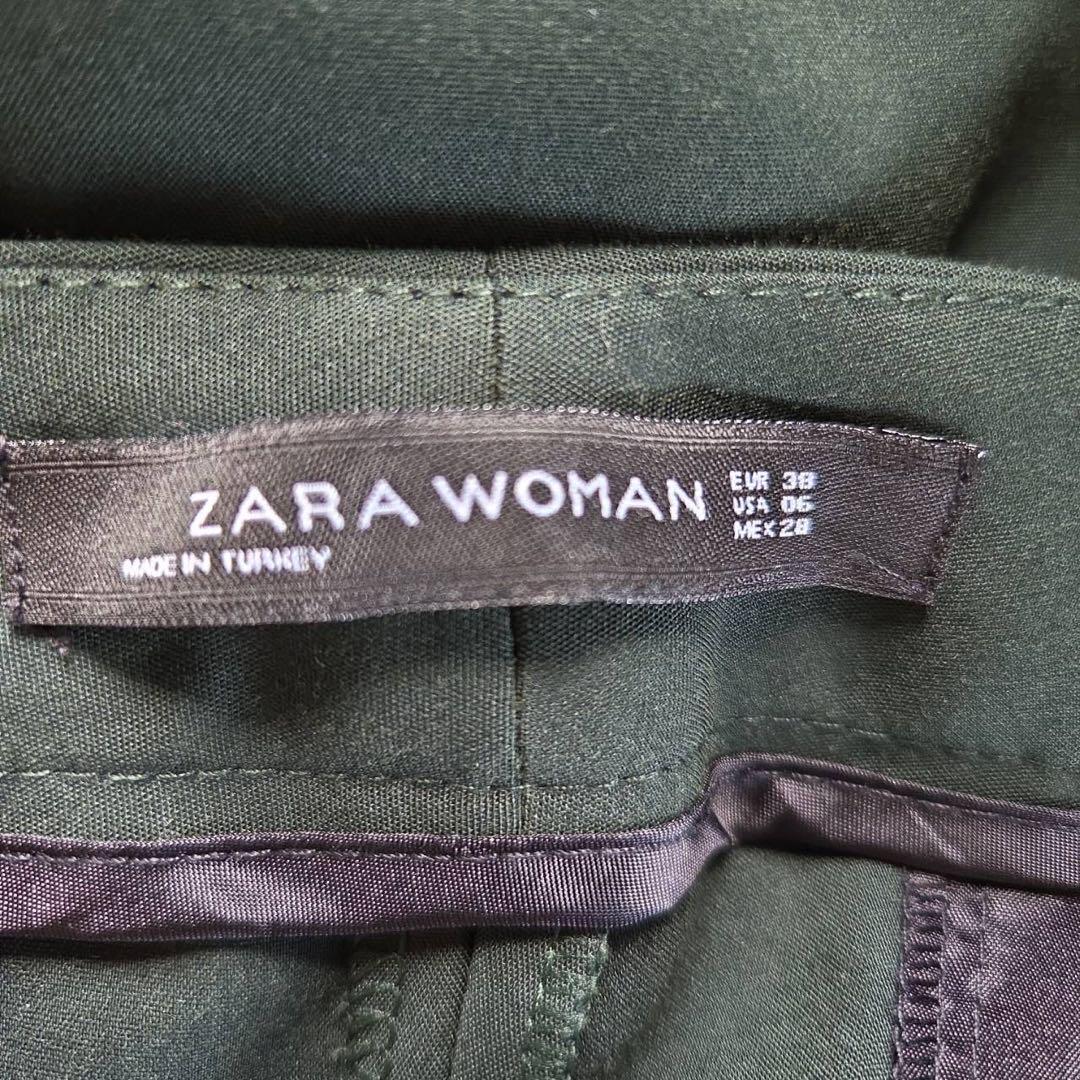 ZARA WOMAN
MADE IN TURKEY
EUR 38
USA 06
MEX 28